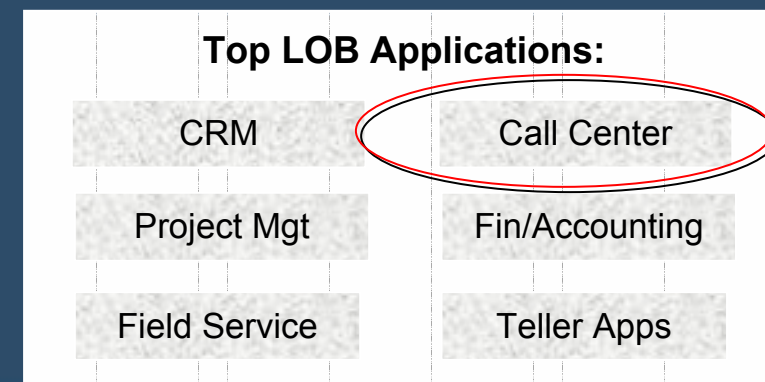 Top LOB Applications:
CRM
Call Center
Project Mgt
Fin/Accounting
Field Service
Teller Apps